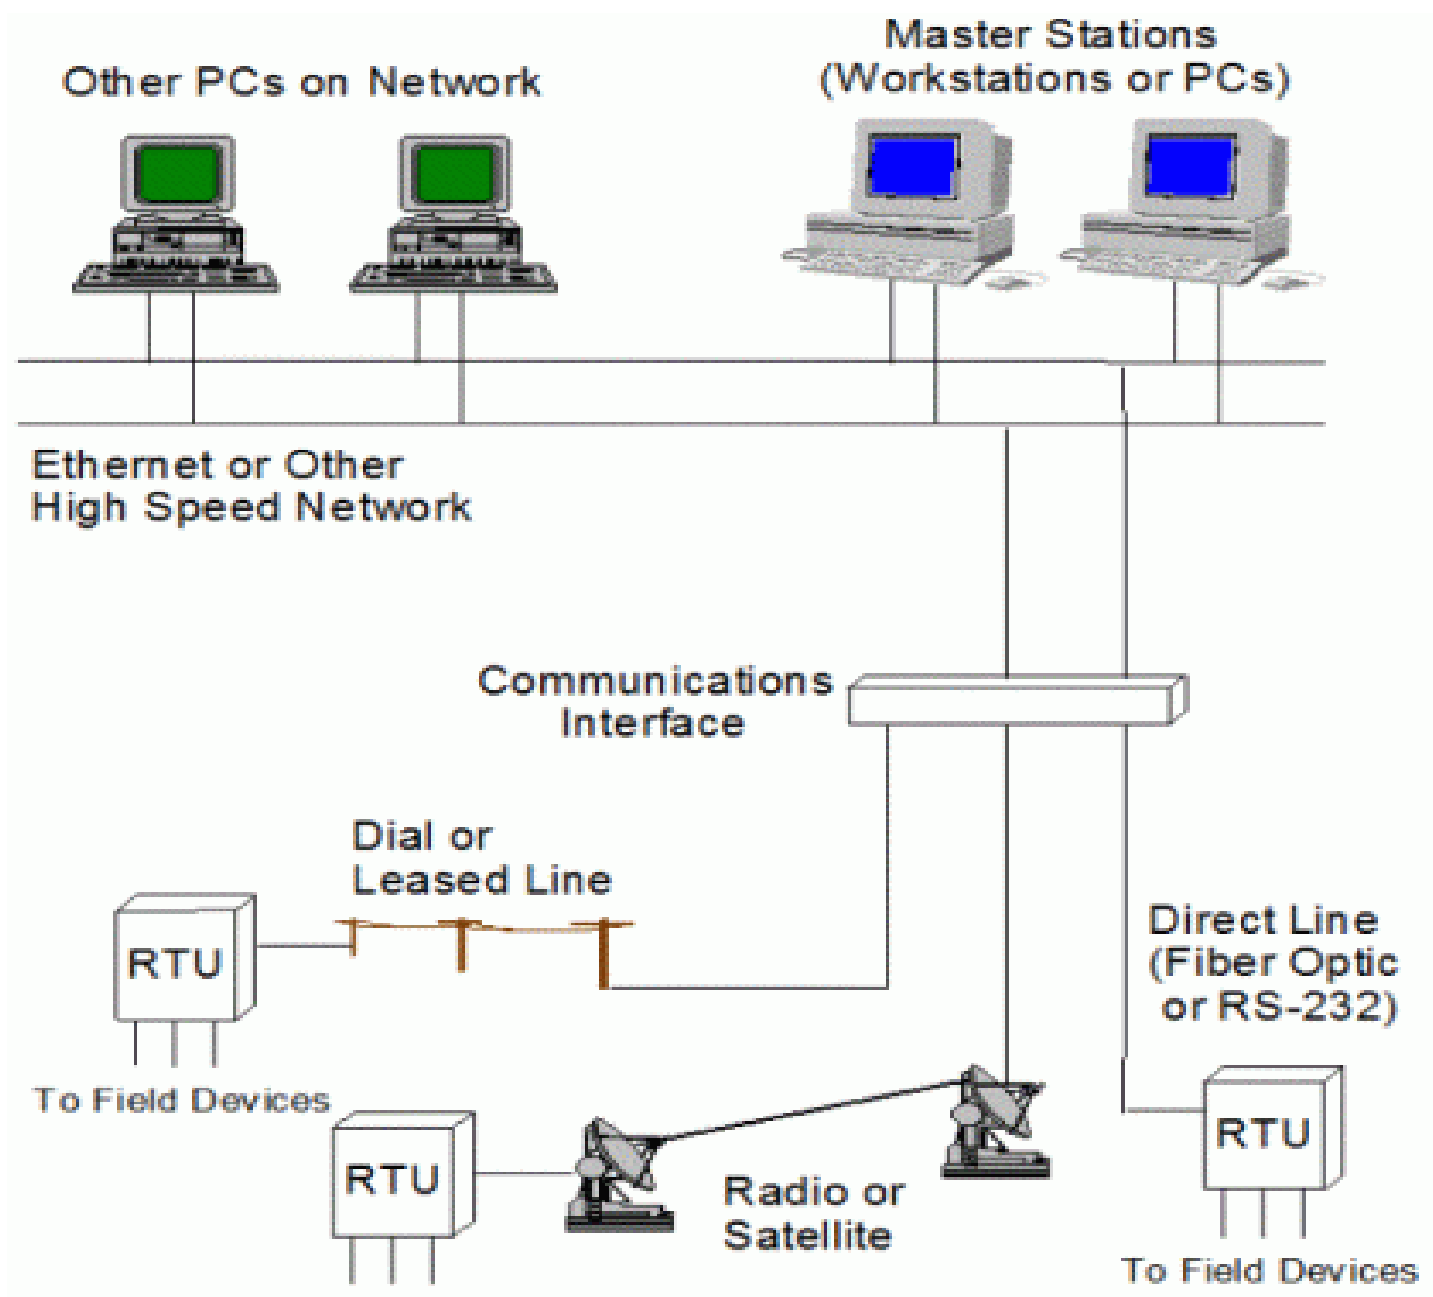 Master Stations
(Workstations or PCs)
Other PCs on Network
Ethernet or Other
High Speed Network
Communications
Interface
Dial or
Leased Line
RTU
To Field Devices
Direct Line
(Fiber Optic
or RS-232)
RTU
RTU
Radio or
Satellite
To Field Devices